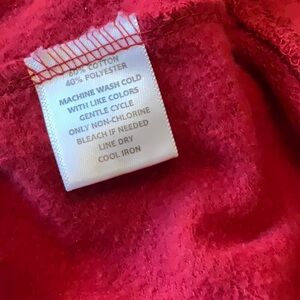 60% COTTON
40% POLYESTER
MACHINE WASH COLD
WITH LIKE COLORS
GENTLE CYCLE
ONLY NON-CHLORINE
BLEACH IF NEEDED
LINE DRY
COOL IRON